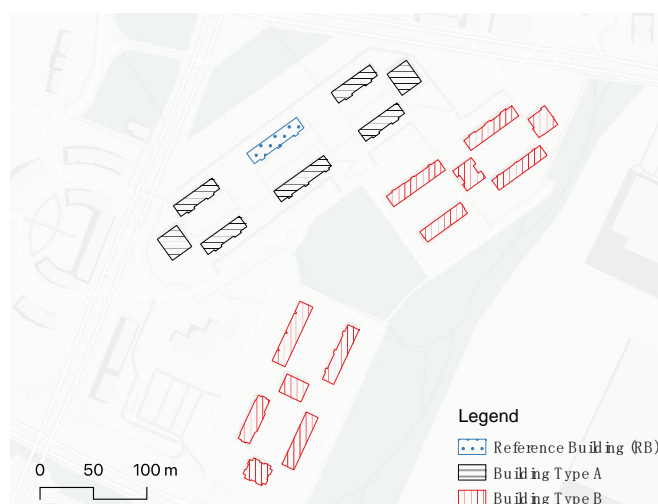 Legend
Reference Building (RB)
Building Type A
Building Type B
0 50 100 m